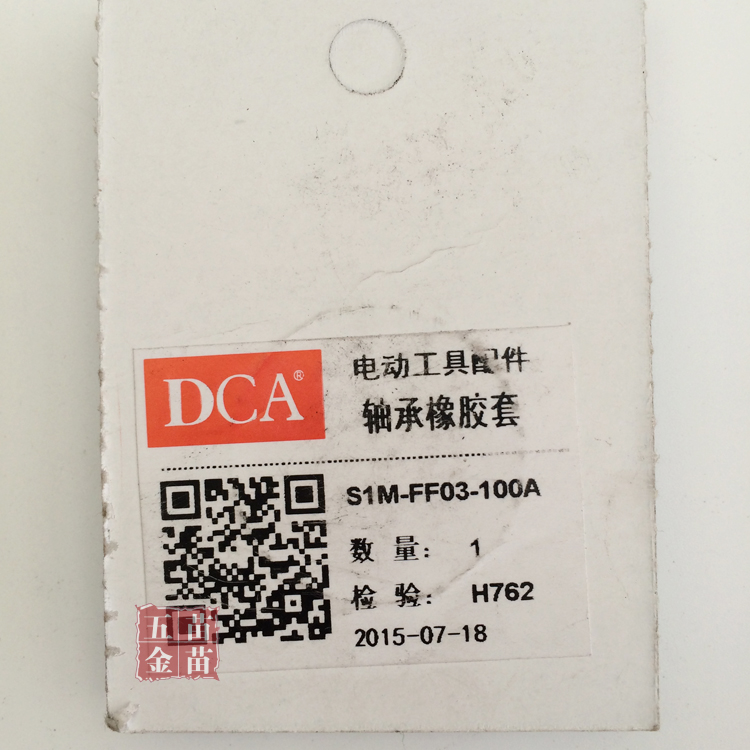 DCA®
电动工具配件
轴承橡胶套
S1M-FF03-100A
数量: 1
检验: H762
2015-07-18
五苗
金苗